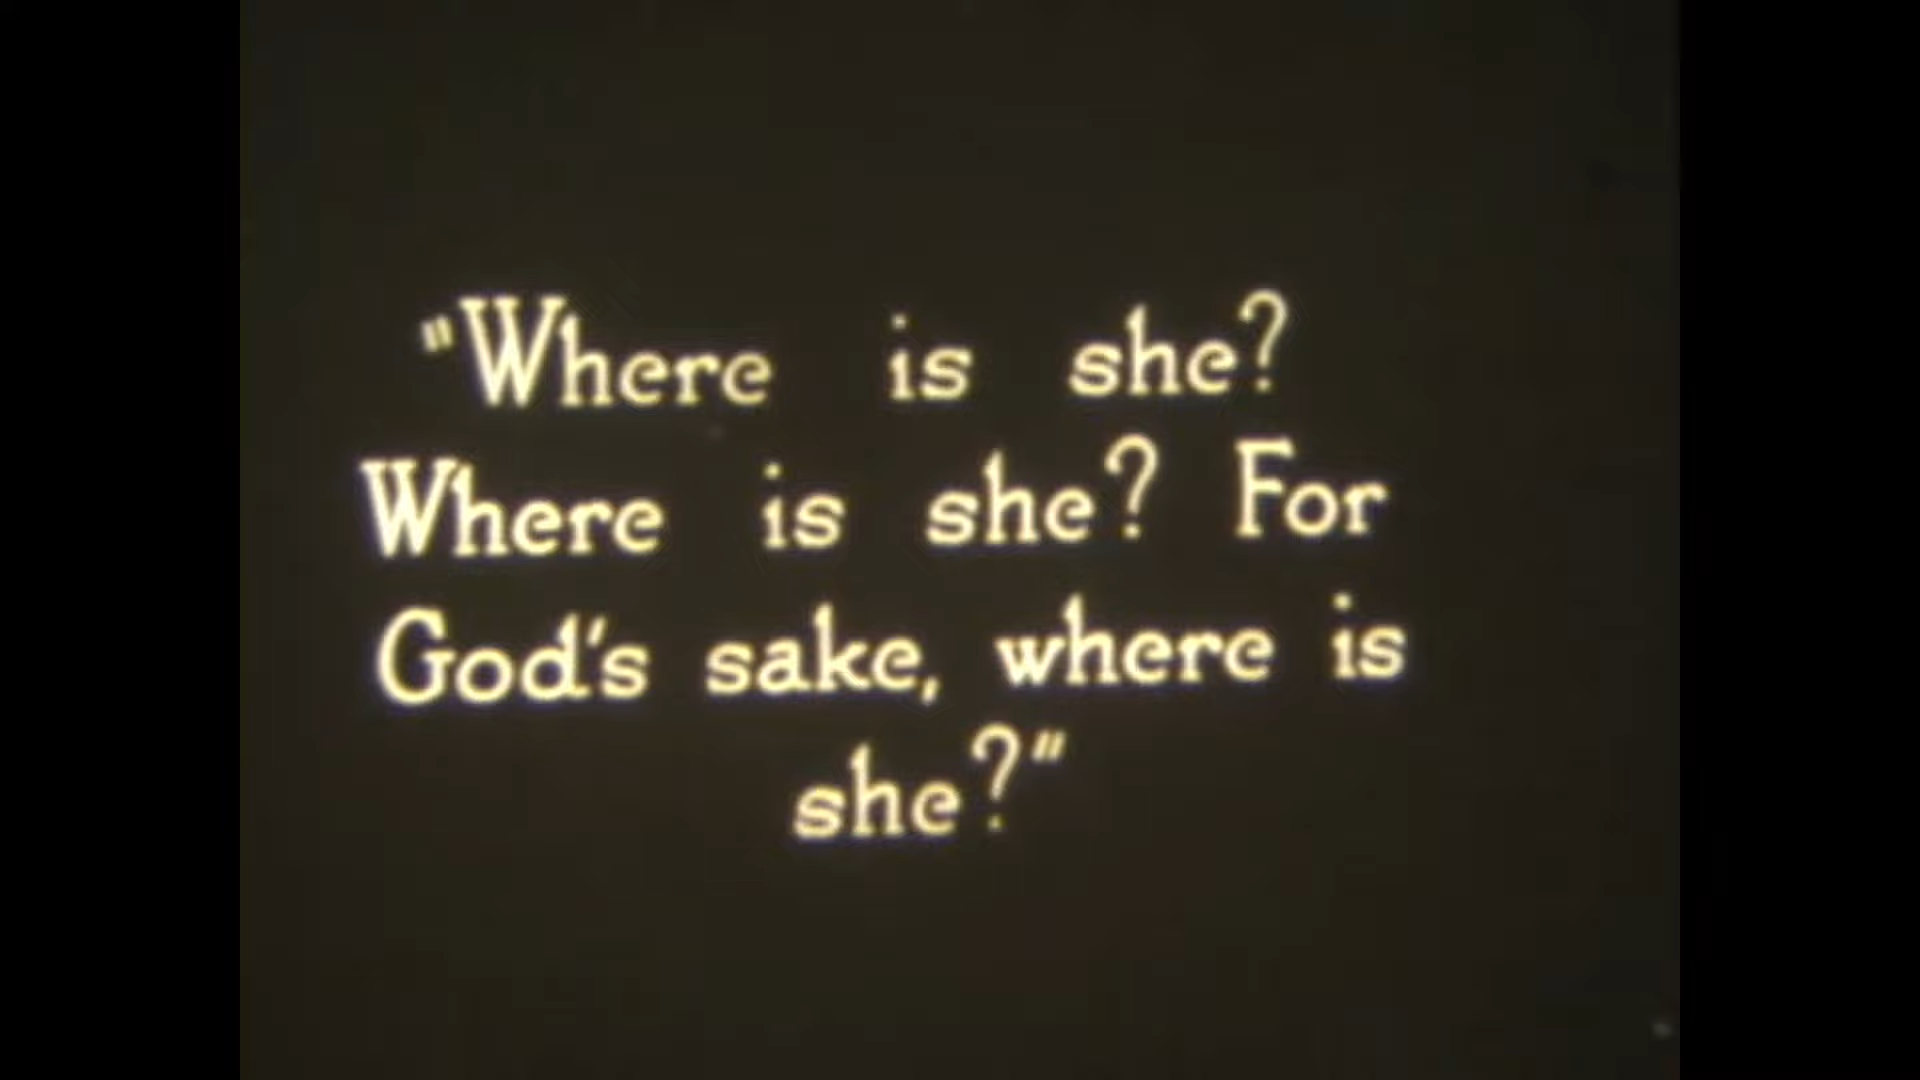 "Where is she?
Where is she? For
God's sake, where is
she?"